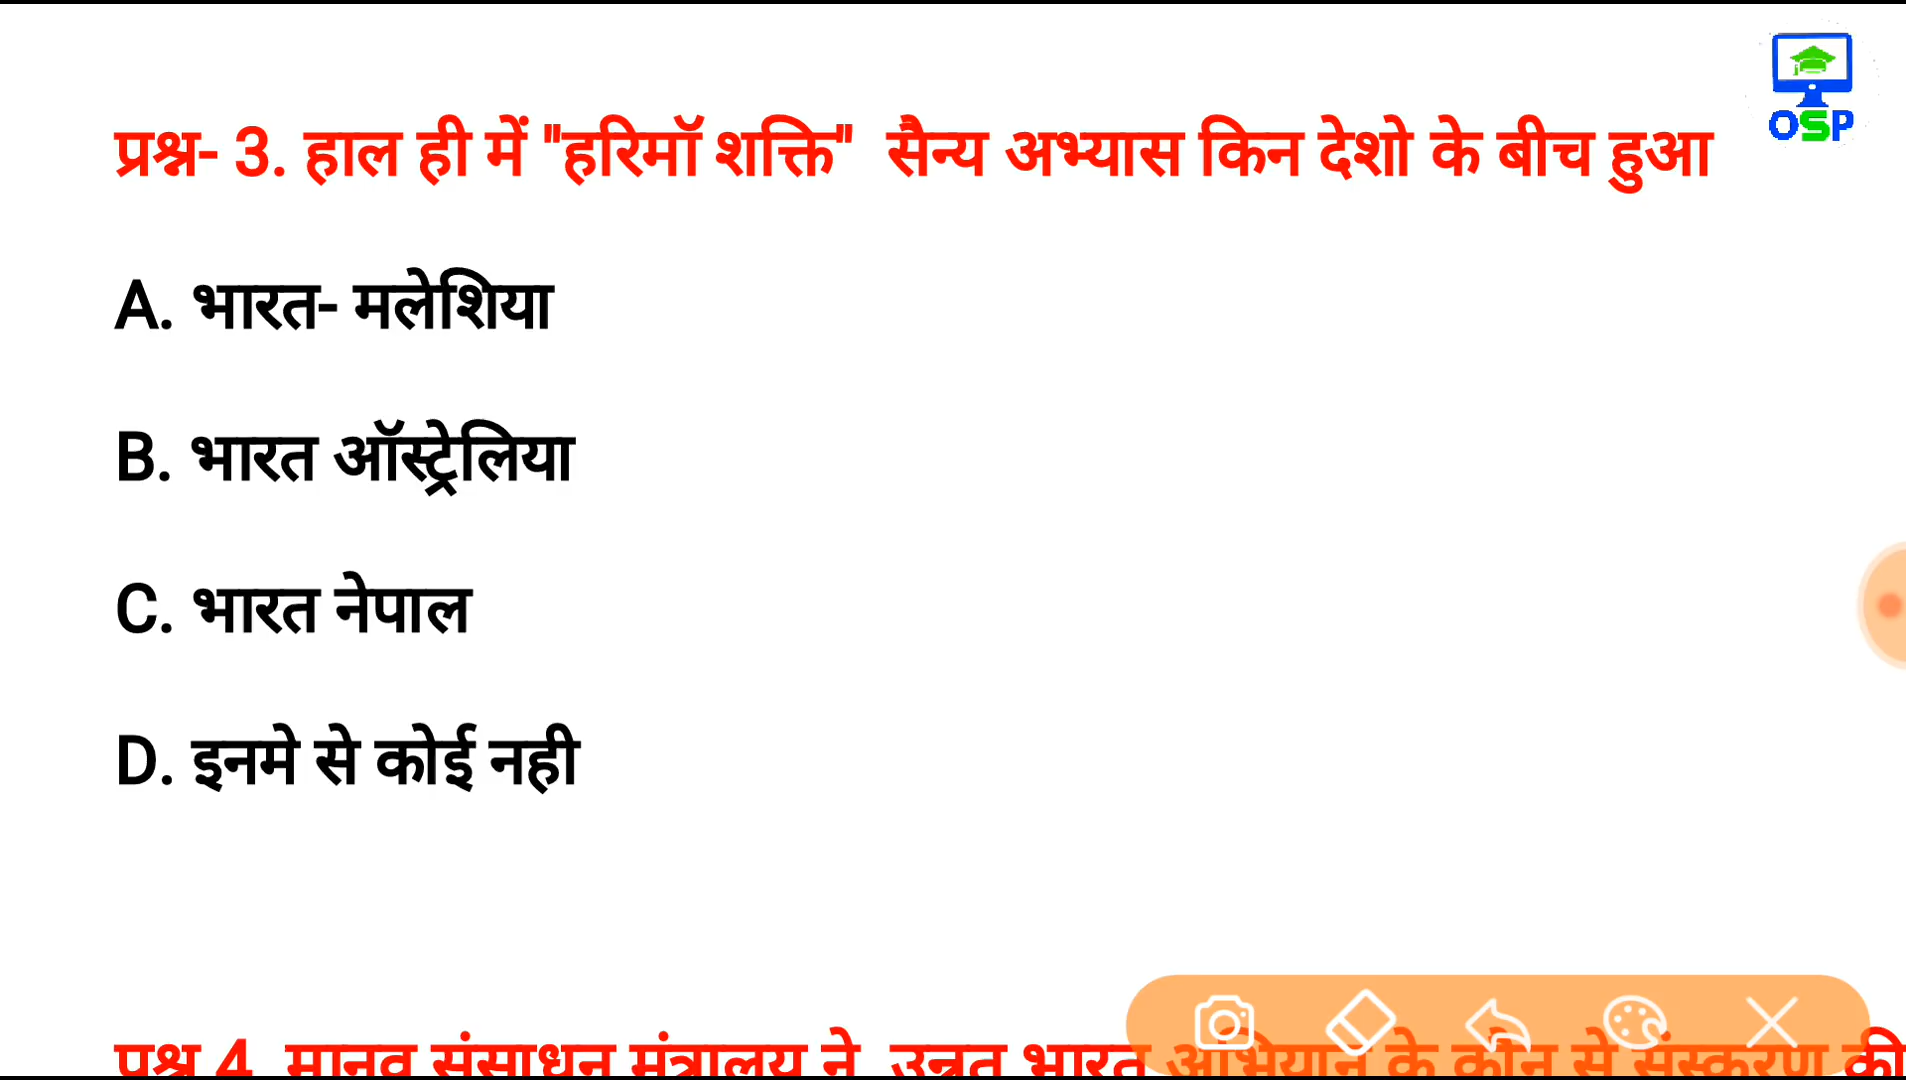 OSP
प्रश्न- 3. हाल ही में "हरिमॉ शक्ति" सैन्य अभ्यास किन देशो के बीच हुआ
A. भारत- मलेशिया
B. भारत ऑस्ट्रेलिया
C. भारत नेपाल
D. इनमे से कोई नही
प्रश्न 4. मानव संसाधन मंत्रालय ने उन्नत भारत अभियान के कौन से संस्करण की